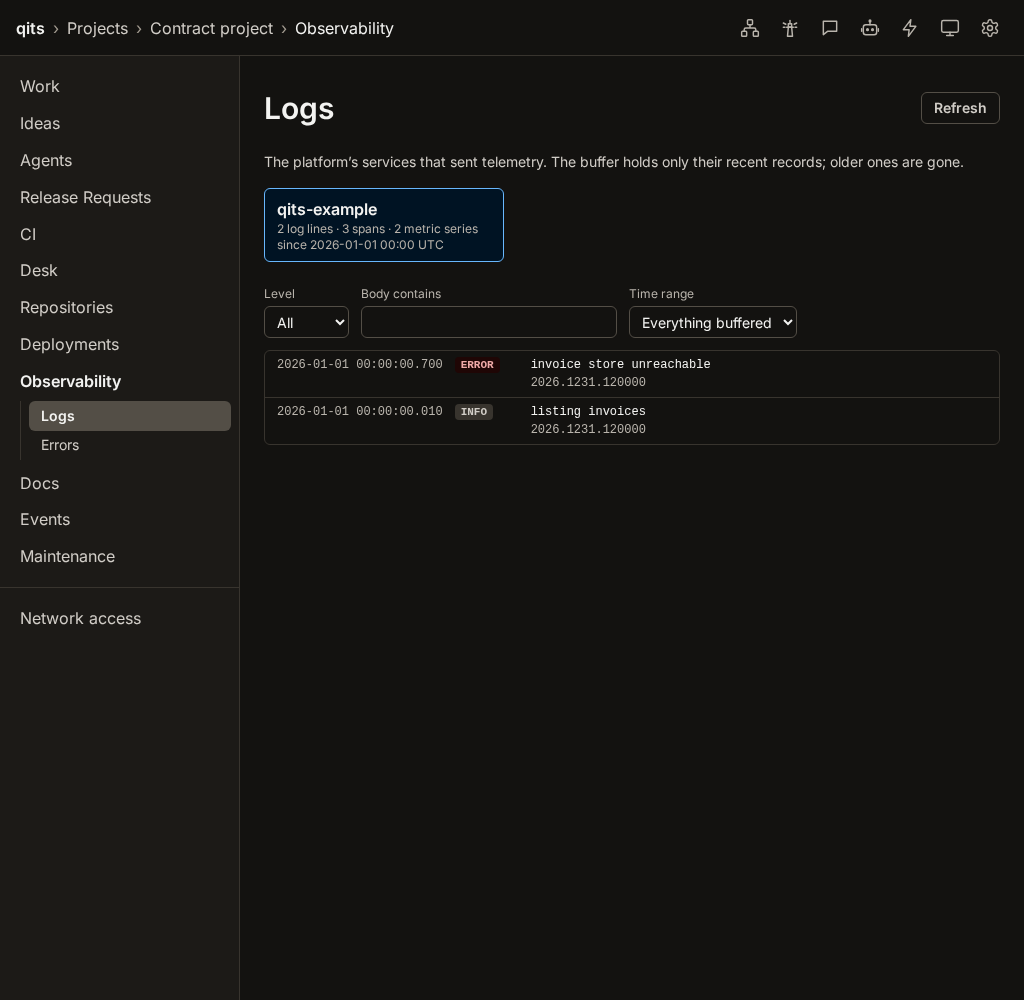 qits › Projects › Contract project › Observability
Work
Ideas
Agents
Release Requests
CI
Desk
Repositories
Deployments
Observability
Logs
Errors
Docs
Events
Maintenance
Network access
Logs
Refresh
The platform’s services that sent telemetry. The buffer holds only their recent records; older ones are gone.
qits-example
2 log lines · 3 spans · 2 metric series
since 2026-01-01 00:00 UTC
Level Body contains Time range
All Everything buffered
2026-01-01 00:00:00.700 ERROR invoice store unreachable
2026.1231.120000
2026-01-01 00:00:00.010 INFO listing invoices
2026.1231.120000